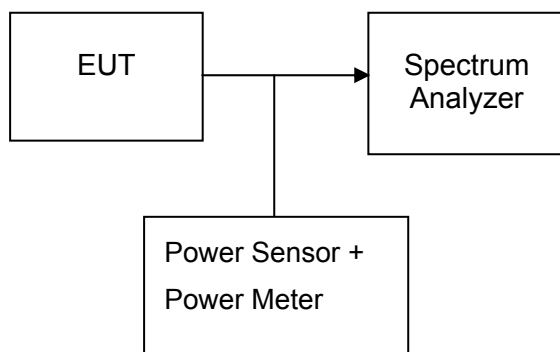 EUT
Spectrum
Analyzer
Power Sensor +
Power Meter